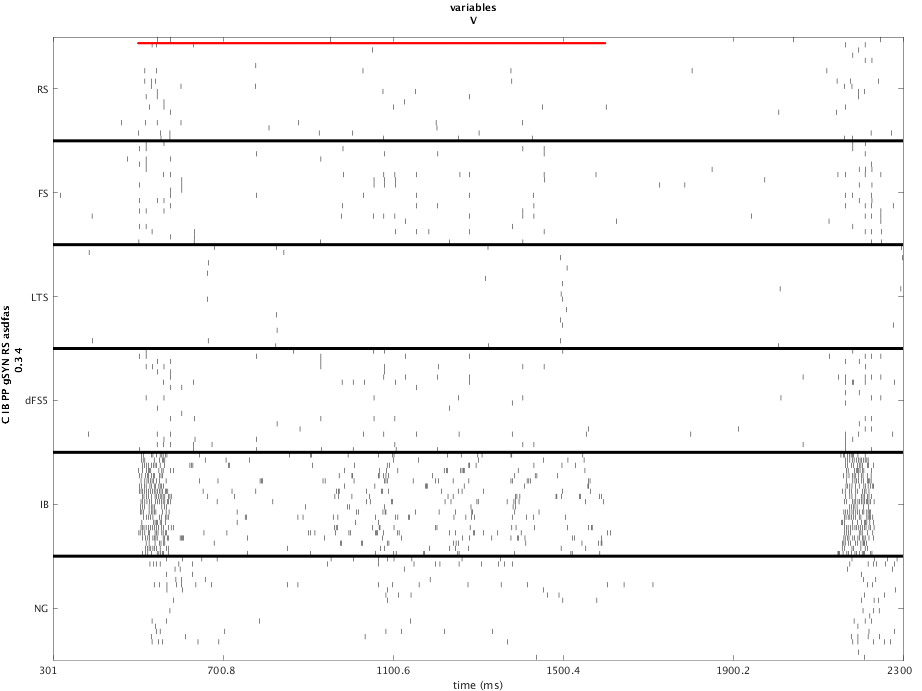 variables
V
RS
FS
LTS
dFS5
IB
NG
C IB PP gSYN RS asdfas
0.3 4
301
700.8
1100.6
1500.4
1900.2
2300
time (ms)